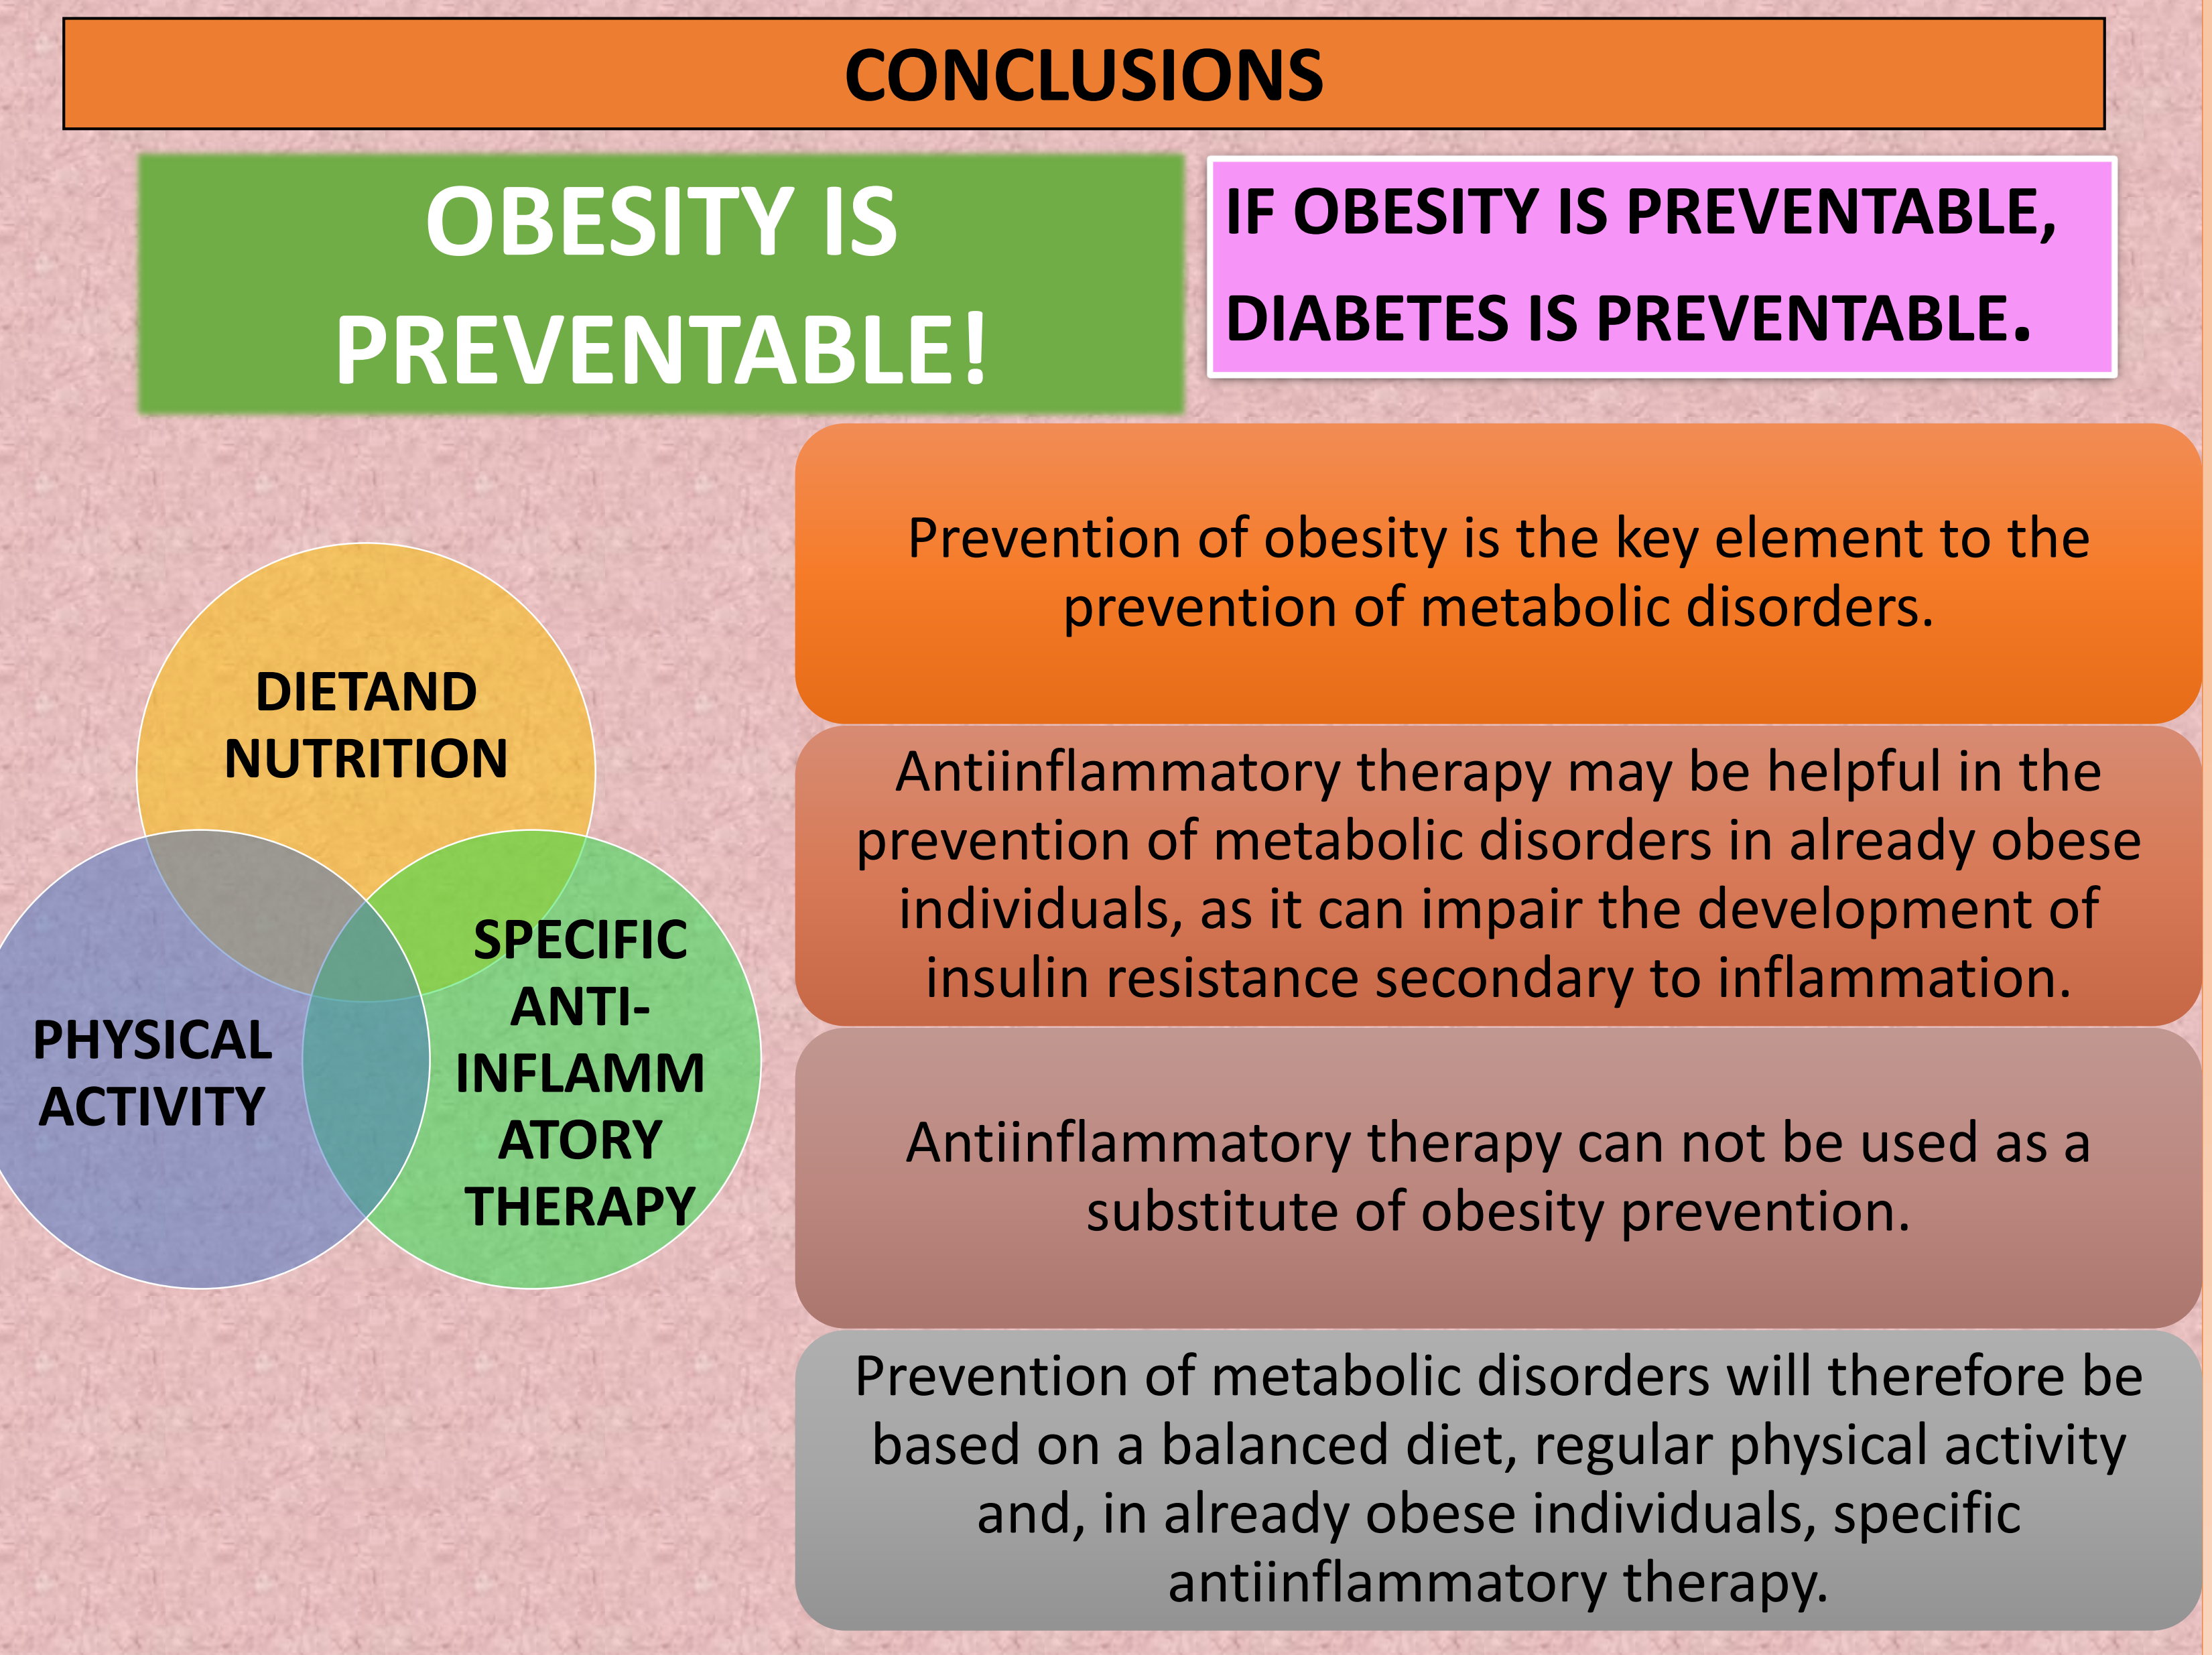 CONCLUSIONS
OBESITY IS
PREVENTABLE!
IF OBESITY IS PREVENTABLE,
DIABETES IS PREVENTABLE.
DIETAND
NUTRITION
PHYSICAL
ACTIVITY
SPECIFIC
ANTI-
INFLAMM
ATORY
THERAPY
Prevention of obesity is the key element to the
prevention of metabolic disorders.
Antiinflammatory therapy may be helpful in the
prevention of metabolic disorders in already obese
individuals, as it can impair the development of
insulin resistance secondary to inflammation.
Antiinflammatory therapy can not be used as a
substitute of obesity prevention.
Prevention of metabolic disorders will therefore be
based on a balanced diet, regular physical activity
and, in already obese individuals, specific
antiinflammatory therapy.